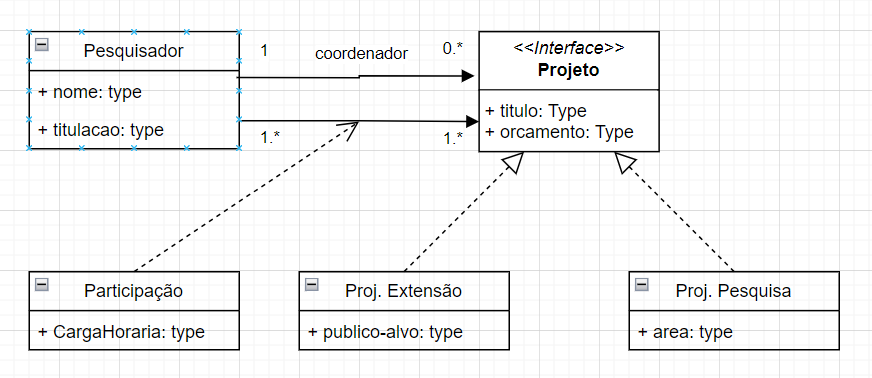 Pesquisador
+ nome: type
+ titulacao: type
1
coordenador
0.*
1.*
1.*
<<Interface>>
Projeto
+ titulo: Type
+ orcamento: Type
Participação
+ CargaHoraria: type
Proj. Extensão
+ publico-alvo: type
Proj. Pesquisa
+ area: type